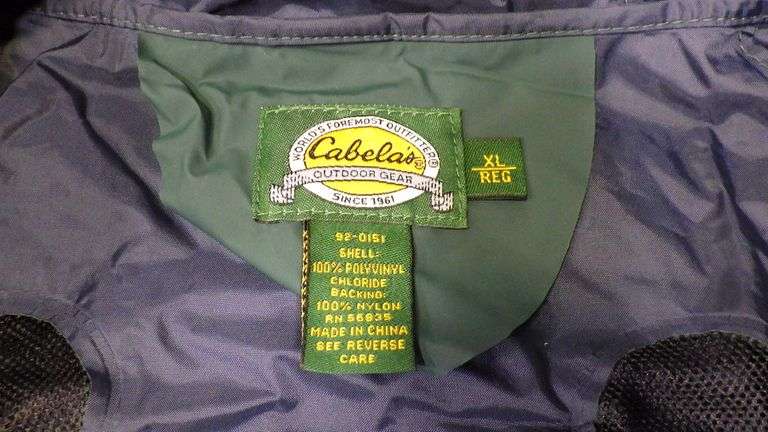 WORLD'S FOREMOST OUTFITTER®
Cabela's®
OUTDOOR GEAR
SINCE 1961
XL
REG
92-0151
SHELL:
100% POLYVINYL
CHLORIDE
BACKING:
100% NYLON
RN 56835
MADE IN CHINA
SEE REVERSE
CARE